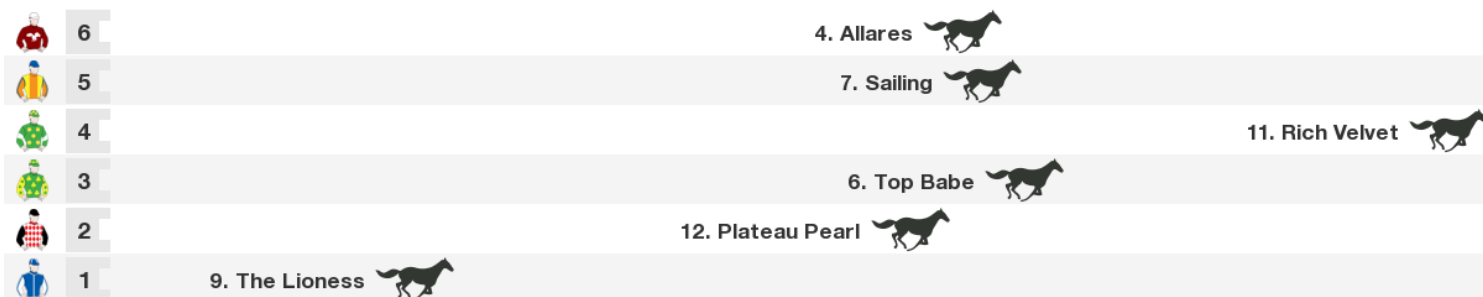 6 4. Allares
5 7. Sailing
4 11. Rich Velvet
3 6. Top Babe
2 12. Plateau Pearl
1 9. The Lioness